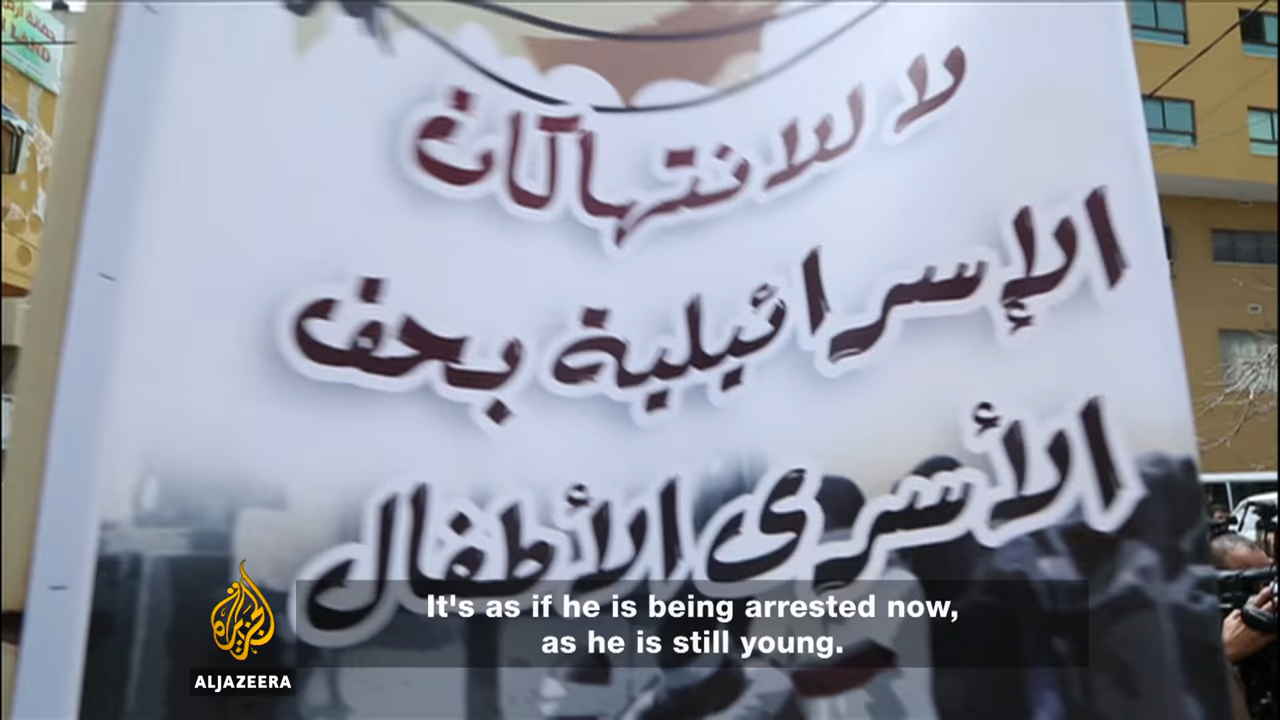 لا للانتهاكات
الإسرائيلية بحق
الأسرى الأطفال
It's as if he is being arrested now,
as he is still young.
الجزيرة
ALJAZEERA